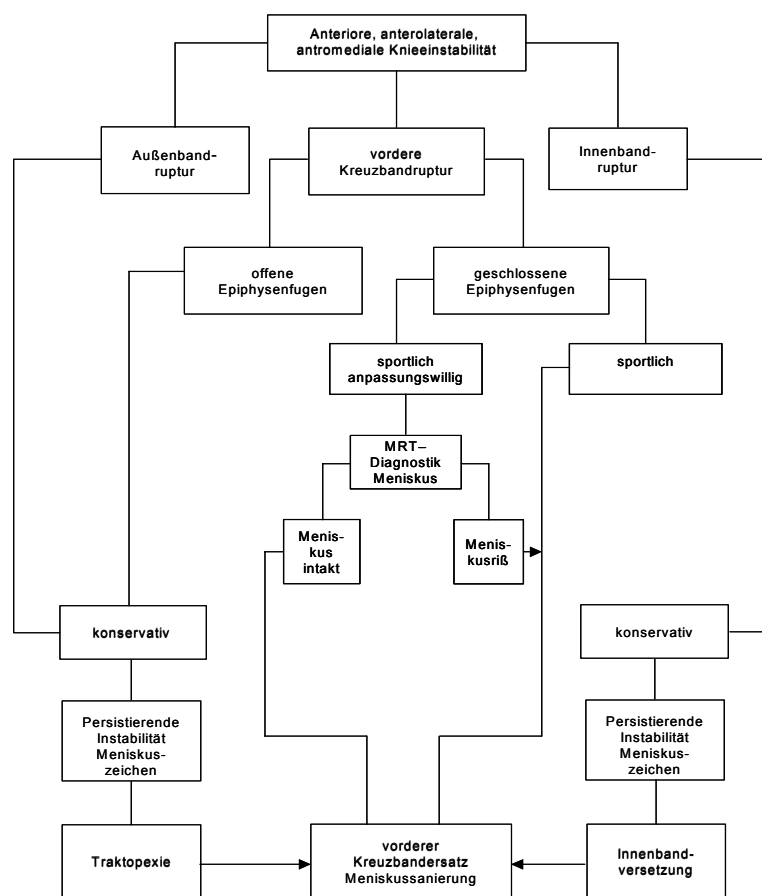 Anteriore, anterolaterale,
antromediale Knieeinstabilität
Außenband-
ruptur
vordere
Kreuzbandruptur
Innenband-
ruptur
offene
Epiphysenfugen
geschlossene
Epiphysenfugen
sportlich
anpassungswillig
sportlich
MRT–
Diagnostik
Meniskus
Menis-
kus
intakt
Menis-
kusriß
konservativ
konservativ
Persistierende
Instabilität
Meniskus-
zeichen
Persistierende
Instabilität
Meniskus-
zeichen
Traktopexie
vorderer
Kreuzbandersatz
Meniskussanierung
Innenband-
versetzung